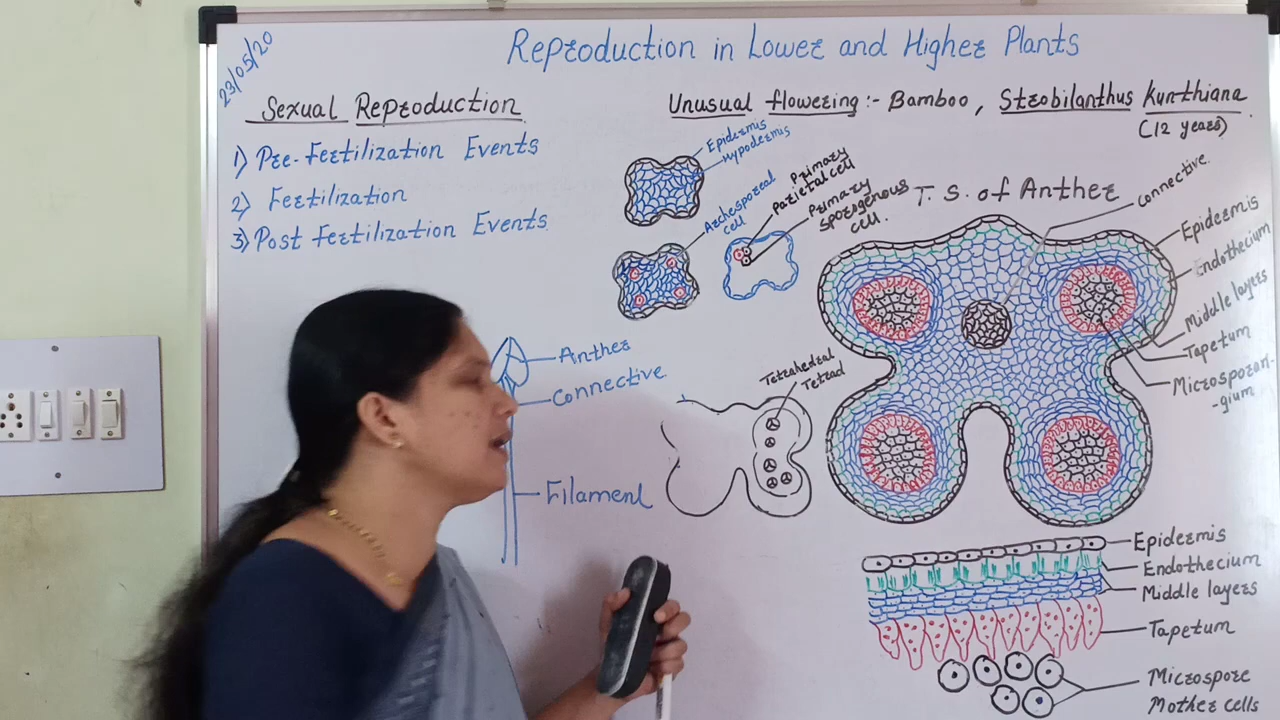 23/05/20
Reproduction in Lower and Higher Plants
Sexual Reproduction
1) Pre-Fertilization Events
2) Fertilization
3) Post Fertilization Events
Unusual flowering :- Bamboo, Strobilanthus Kunthiana
(12 years).
Epidermis
Hypodermis
Archesporeal
cell
Primary
Parietal cell
Primary
Sporogenous
cell.
T. S. of Anther
Connective.
Epidermis
Endothecium
Middle layers
Tapetum
Microsporan-
-gium
Anther
Connective
Filament
Tetrahedral
Tetrad
Epidermis
Endothecium
Middle layers
Tapetum
Microspore
Mother cells